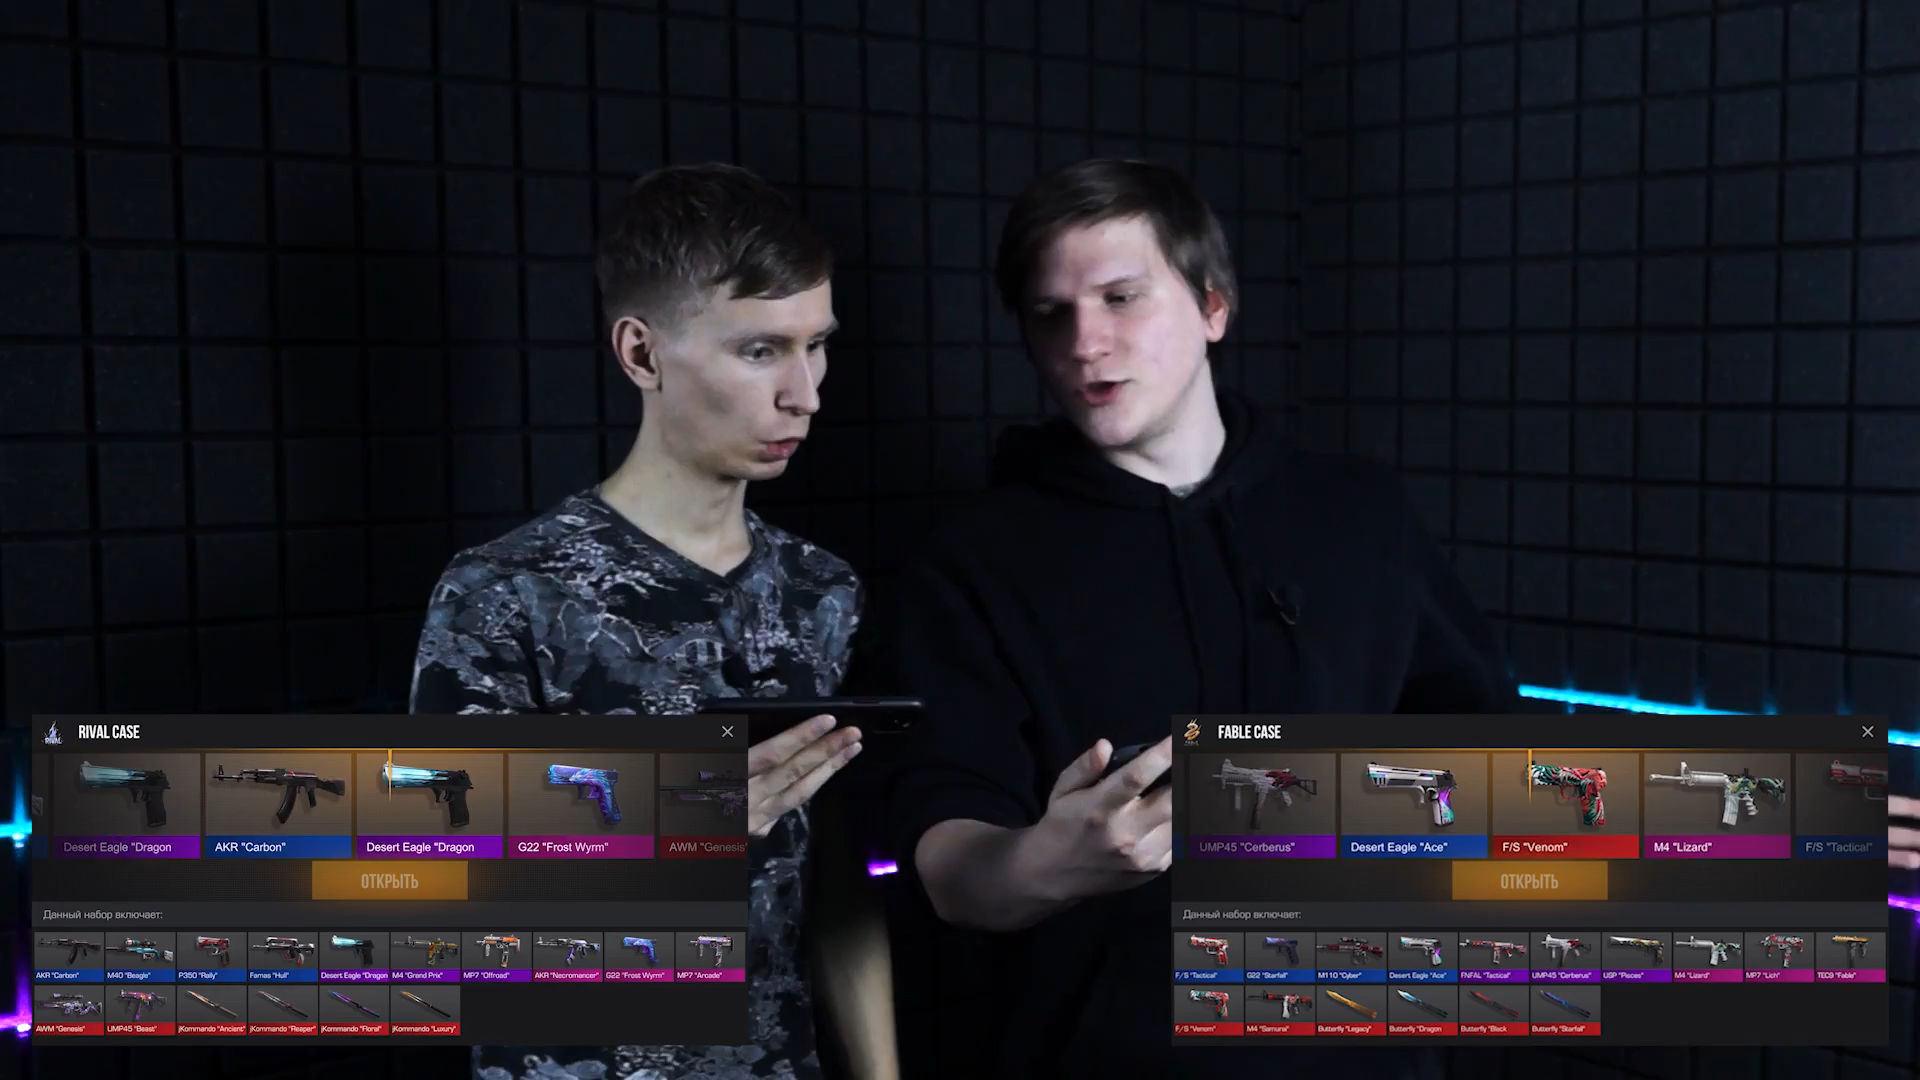 RIVAL CASE
Desert Eagle "Dragon
AKR "Carbon"
Desert Eagle "Dragon
G22 "Frost Wyrm"
AWM "Genesis"
ОТКРЫТЬ
Данный набор включает:
AKR "Carbon"
M40 "Beagle"
P350 "Rally"
Famas "Hull"
Desert Eagle "Dragon
M4 "Grand Prix"
MP7 "Offroad"
AKR "Necromancer"
G22 "Frost Wyrm"
MP7 "Arcade"
AWM "Genesis"
UMP45 "Beast"
jKommando "Ancient"
jKommando "Reaper"
jKommando "Floral"
jKommando "Luxury"
FABLE CASE
UMP45 "Cerberus"
Desert Eagle "Ace"
F/S "Venom"
M4 "Lizard"
F/S "Tactical"
ОТКРЫТЬ
Данный набор включает:
F/S "Tactical"
G22 "Starfall"
M110 "Cyber"
Desert Eagle "Ace"
FNFAL "Tactical"
UMP45 "Cerberus"
USP "Pisces"
M4 "Lizard"
MP7 "Lich"
TEC9 "Fable"
F/S "Venom"
M4 "Samurai"
Butterfly "Legacy"
Butterfly "Dragon
Butterfly "Black
Butterfly "Starfall"